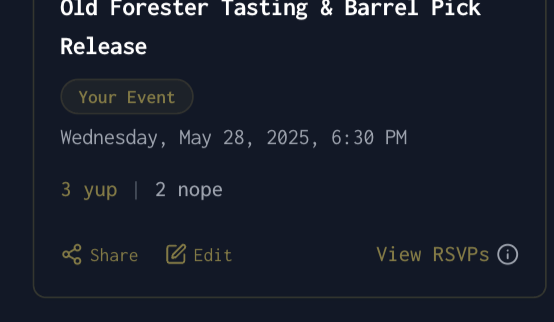 Old Forester Tasting & Barrel Pick
Release
Your Event
Wednesday, May 28, 2025, 6:30 PM
3 yup | 2 nope
Share Edit View RSVPs